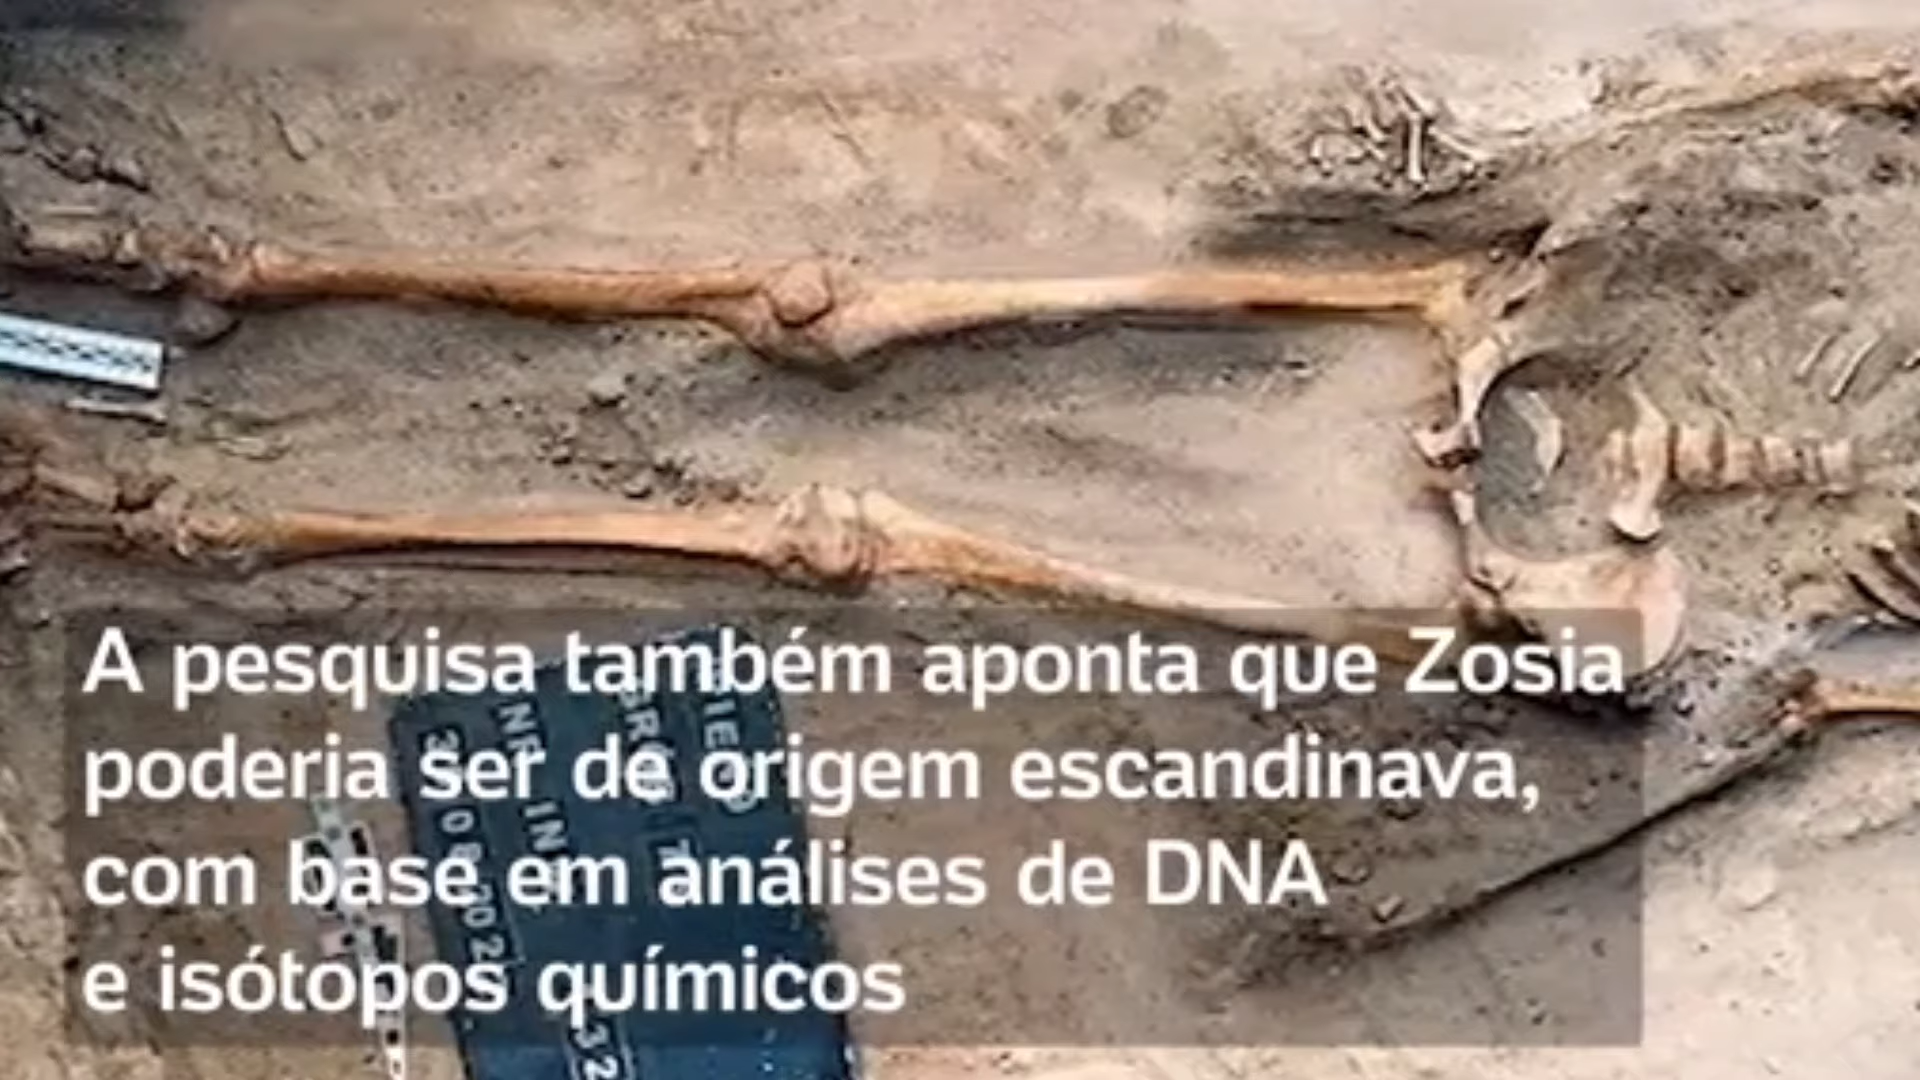 A pesquisa também aponta que Zosia
poderia ser de origem escandinava,
com base em análises de DNA
e isótopos químicos